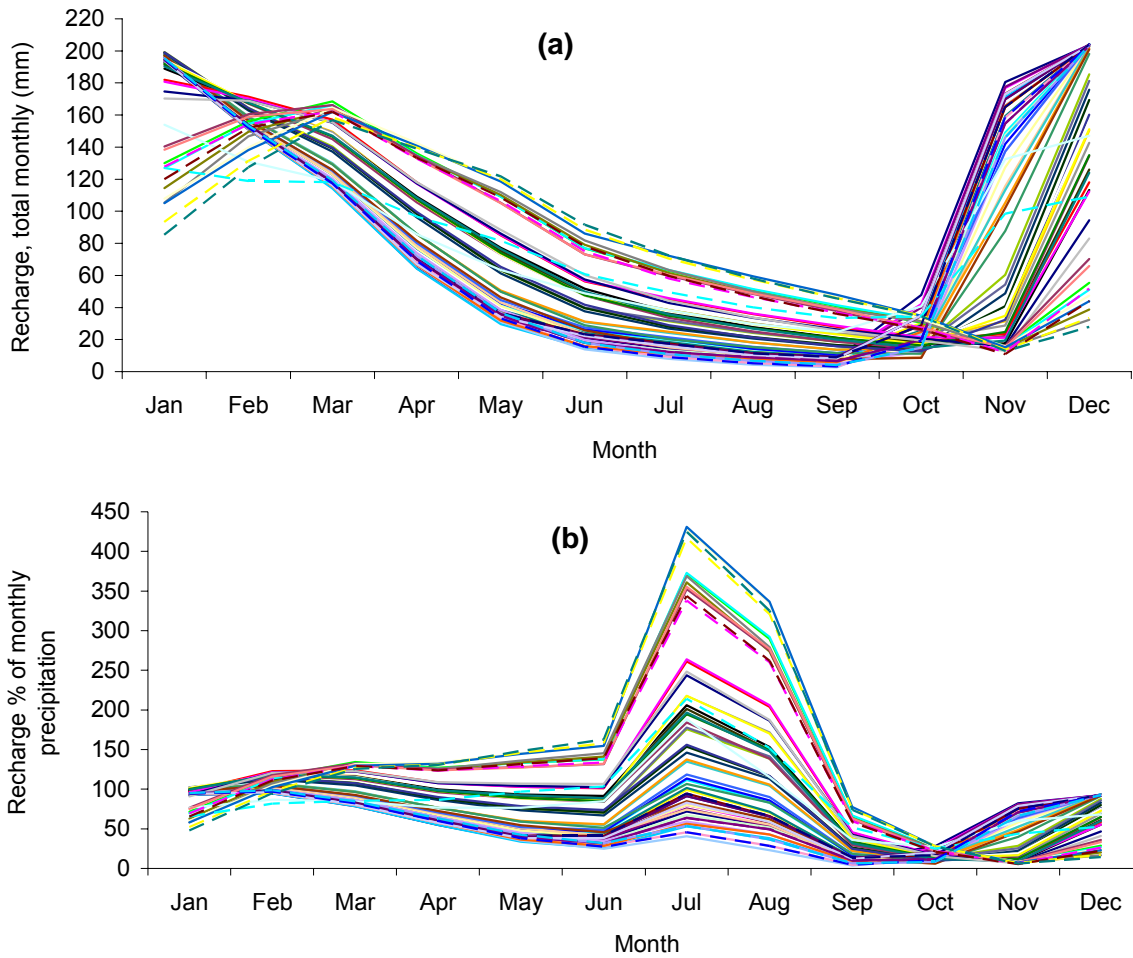 (a)
Recharge, total monthly (mm)
220
200
180
160
140
120
100
80
60
40
20
0
Jan Feb Mar Apr May Jun Jul Aug Sep Oct Nov Dec
Month
(b)
Recharge % of monthly
precipitation
450
400
350
300
250
200
150
100
50
0
Jan Feb Mar Apr May Jun Jul Aug Sep Oct Nov Dec
Month